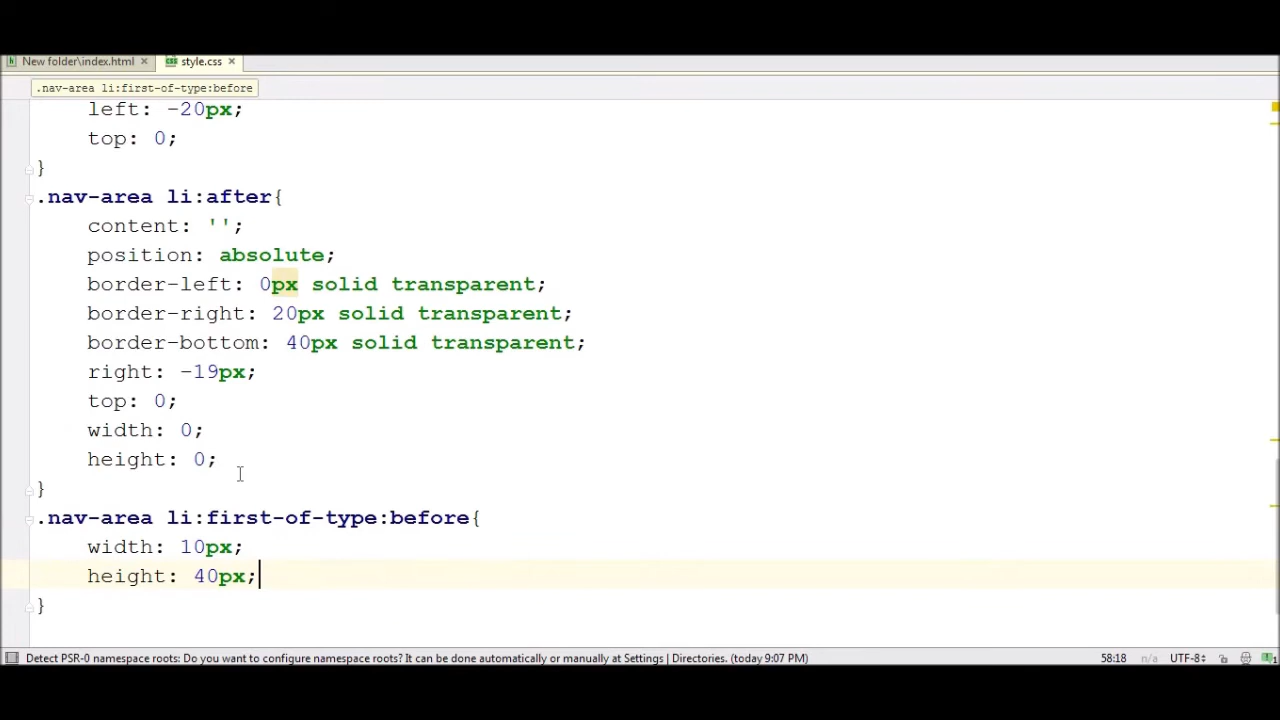 New folder\index.html
style.css
.nav-area li:first-of-type:before
left: -20px;
top: 0;
}
.nav-area li:after{
content: '';
position: absolute;
border-left: 0px solid transparent;
border-right: 20px solid transparent;
border-bottom: 40px solid transparent;
right: -19px;
top: 0;
width: 0;
height: 0;
}
.nav-area li:first-of-type:before{
width: 10px;
height: 40px;
}
Detect PSR-0 namespace roots: Do you want to configure namespace roots? It can be done automatically or manually at Settings | Directories. (today 9:07 PM)
58:18 n/a UTF-8 1